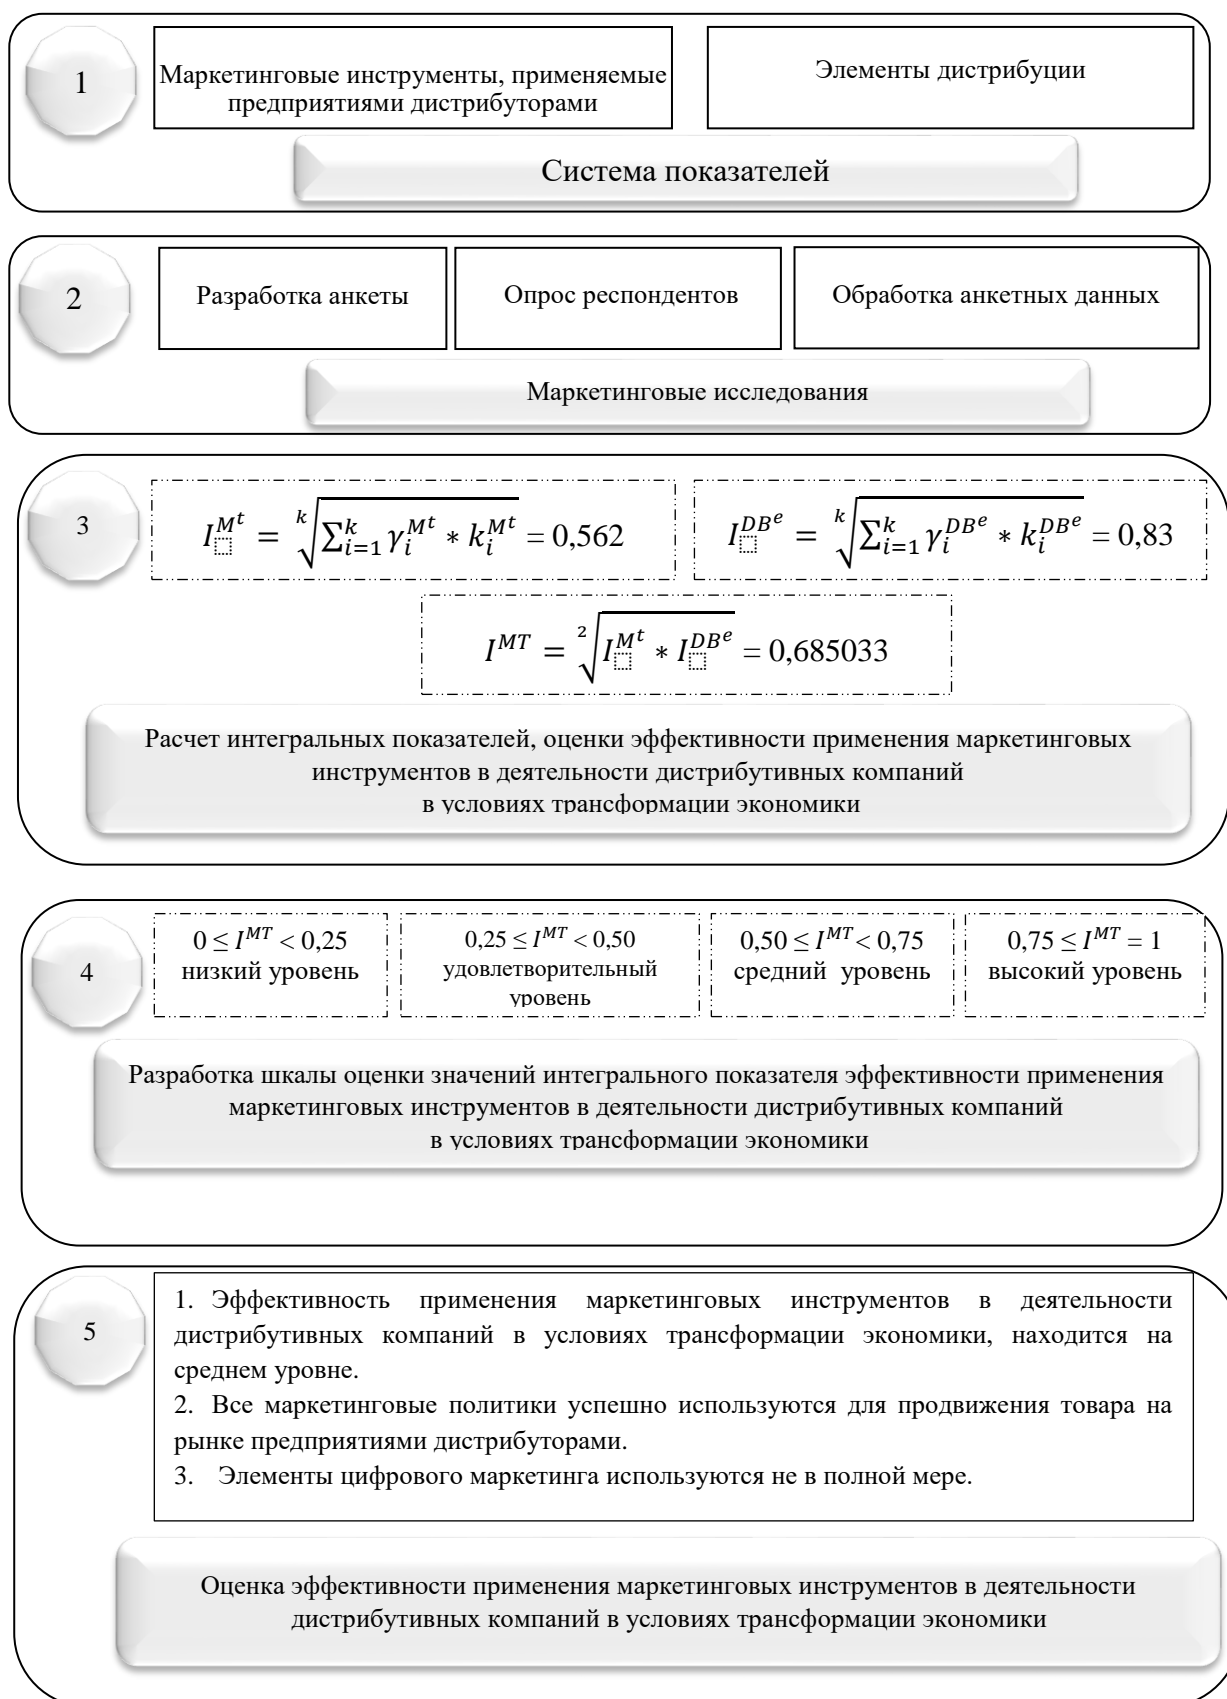 1
Маркетинговые инструменты, применяемые
предприятиями дистрибуторами
Элементы дистрибуции
Система показателей
2
Разработка анкеты
Опрос респондентов
Обработка анкетных данных
Маркетинговые исследования
3
I^{M^t} = \sqrt[k]{∑_{i=1}^{k} γ_i^{M^t} * k_i^{M^t}} = 0,562
I^{DB^e} = \sqrt[k]{∑_{i=1}^{k} γ_i^{DB^e} * k_i^{DB^e}} = 0,83
I^{MT} = \sqrt[2]{I^{M^t} * I^{DB^e}} = 0,685033
Расчет интегральных показателей, оценки эффективности применения маркетинговых
инструментов в деятельности дистрибутивных компаний
в условиях трансформации экономики
4
0 ≤ I^{MT} < 0,25
низкий уровень
0,25 ≤ I^{MT} < 0,50
удовлетворительный
уровень
0,50 ≤ I^{MT} < 0,75
средний уровень
0,75 ≤ I^{MT} = 1
высокий уровень
Разработка шкалы оценки значений интегрального показателя эффективности применения
маркетинговых инструментов в деятельности дистрибутивных компаний
в условиях трансформации экономики
5
1. Эффективность применения маркетинговых инструментов в деятельности
дистрибутивных компаний в условиях трансформации экономики, находится на
среднем уровне.
2. Все маркетинговые политики успешно используются для продвижения товара на
рынке предприятиями дистрибуторами.
3. Элементы цифрового маркетинга используются не в полной мере.
Оценка эффективности применения маркетинговых инструментов в деятельности
дистрибутивных компаний в условиях трансформации экономики